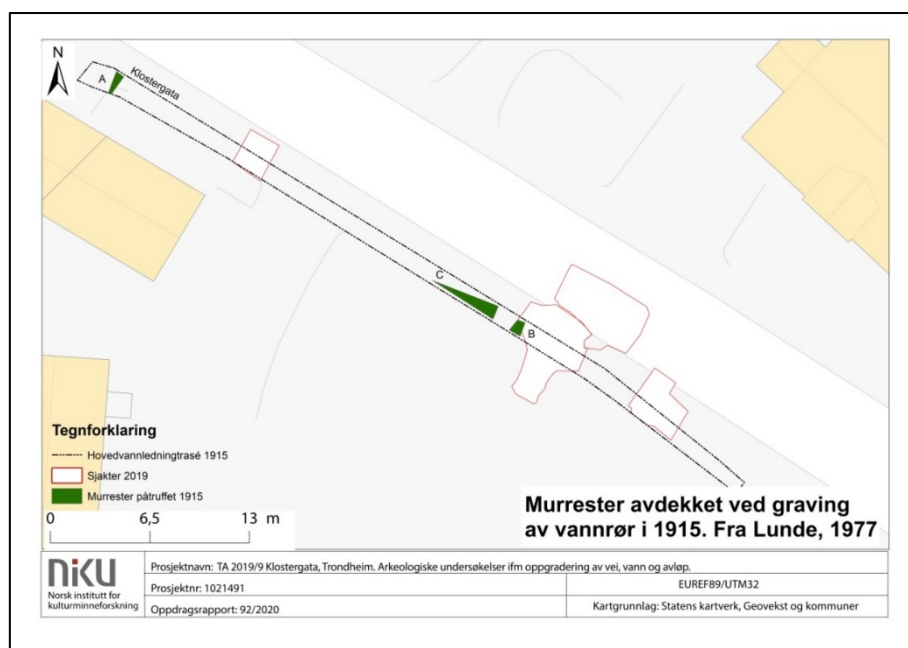 N
A
Klostergata
C
B
Tegnforklaring
Hovedvannledningtrasé 1915
Sjakter 2019
Murrester påtruffet 1915
0 6,5 13 m
Murrester avdekket ved graving
av vannrør i 1915. Fra Lunde, 1977
niku
Norsk institutt for
kulturminneforskning
Prosjektnavn: TA 2019/9 Klostergata, Trondheim. Arkeologiske undersøkelser ifm oppgradering av vei, vann og avløp.
Prosjektnr: 1021491
EUREF89/UTM32
Oppdragsrapport: 92/2020
Kartgrunnlag: Statens kartverk, Geovekst og kommuner